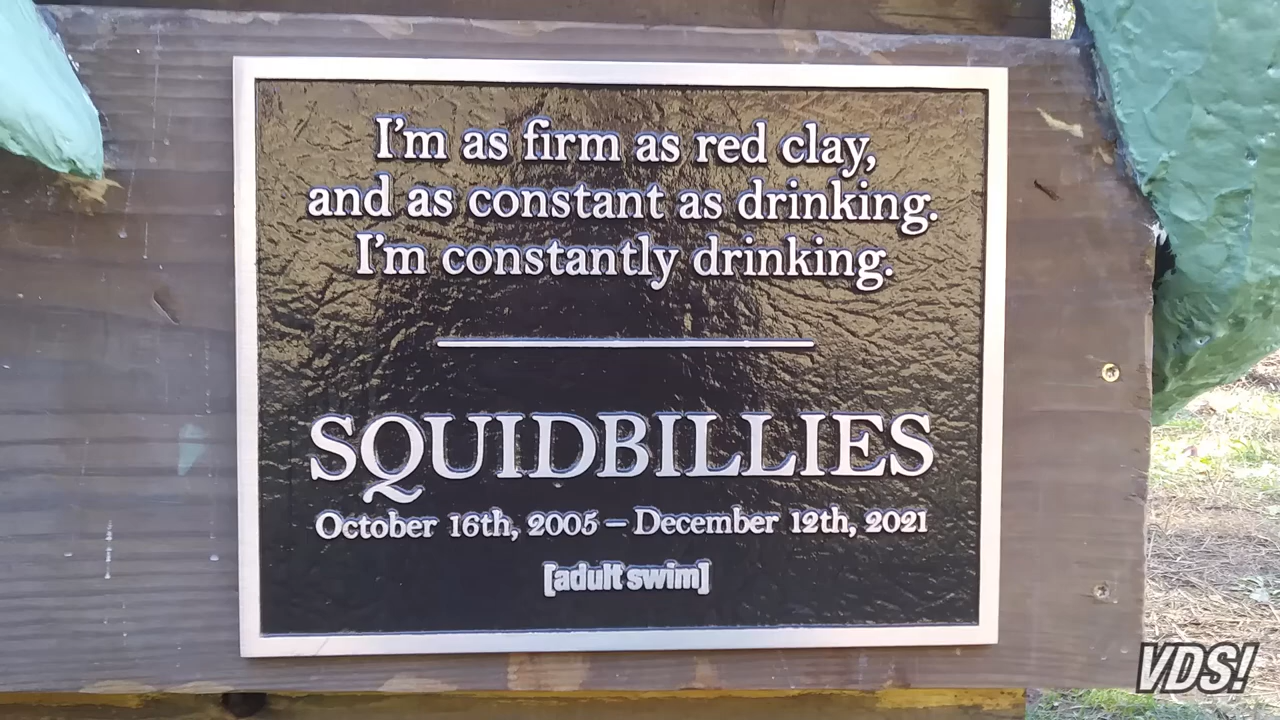 I'm as firm as red clay,
and as constant as drinking.
I'm constantly drinking.
SQUIDBILLIES
October 16th, 2005 – December 12th, 2021
[adult swim]
VDS!